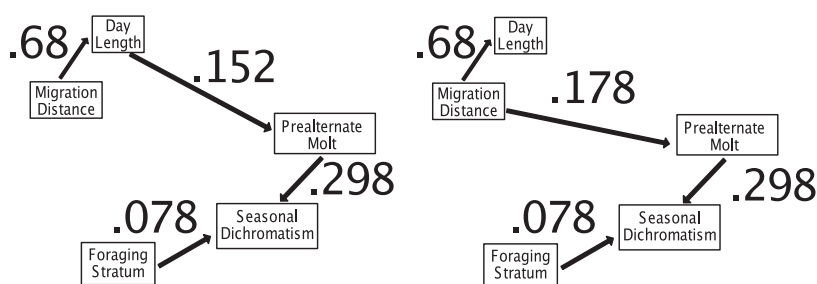 Day
Length
.68
.152
Migration
Distance
Prealternate
Molt
.298
.078
Seasonal
Dichromatism
Foraging
Stratum
Day
Length
.68
Migration
Distance
.178
Prealternate
Molt
.298
.078
Seasonal
Dichromatism
Foraging
Stratum